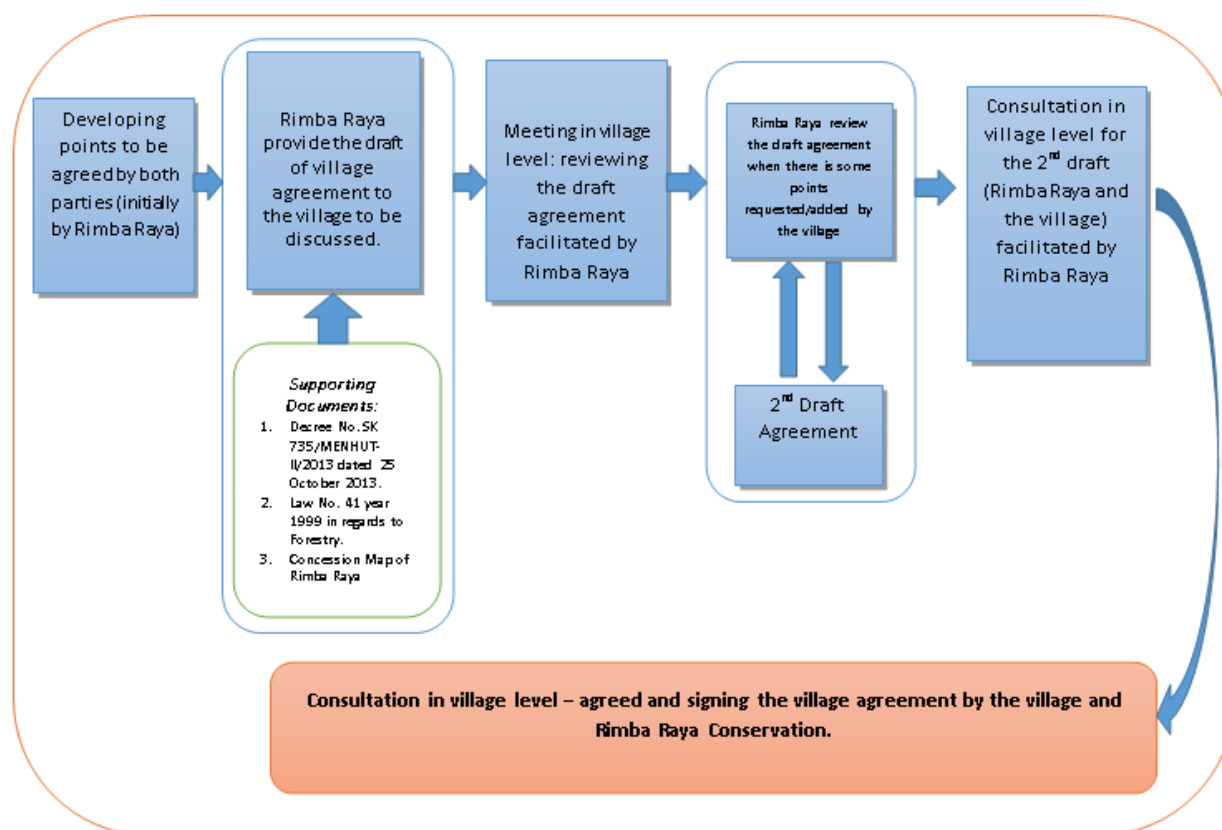 Developing
points to be
agreed by both
parties (initially
by Rimba Raya)
Rimba Raya
provide the draft
of village
agreement to
the village to be
discussed.
Supporting
Documents:
1. Decree No. SK
735/MENHUT-
II/2013 dated 25
October 2013.
2. Law No. 41 year
1999 in regards to
Forestry.
3. Concession Map of
Rimba Raya
Meeting in village
level: reviewing
the draft
agreement
facilitated by
Rimba Raya
Rimba Raya review
the draft agreement
when there is some
points
requested/added by
the village
2nd Draft
Agreement
Consultation in
village level for
the 2nd draft
(Rimba Raya and
the village)
facilitated by
Rimba Raya
Consultation in village level – agreed and signing the village agreement by the village and
Rimba Raya Conservation.